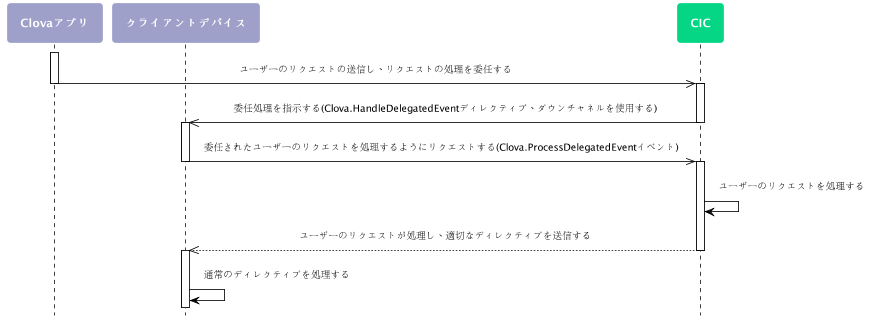 Clovaアプリ
クライアントデバイス
CIC
ユーザーのリクエストの送信し、リクエストの処理を委任する
委任処理を指示する(Clova.HandleDelegatedEventディレクティブ、ダウンチャネルを使用する)
委任されたユーザーのリクエストを処理するようにリクエストする(Clova.ProcessDelegatedEventイベント)
ユーザーのリクエストを処理する
ユーザーのリクエストが処理し、適切なディレクティブを送信する
通常のディレクティブを処理する